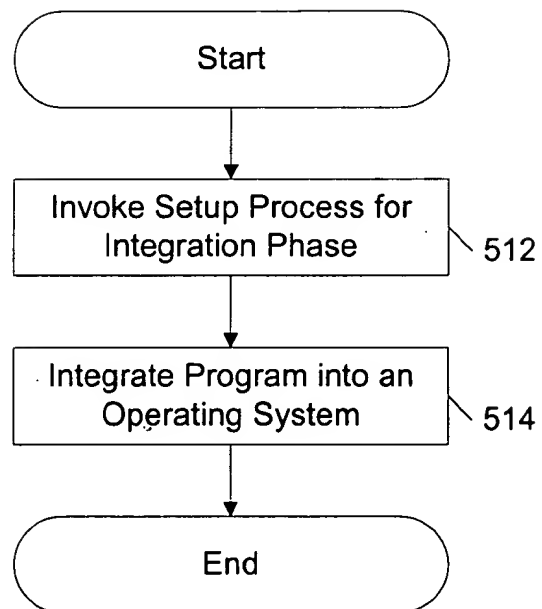 Start
Invoke Setup Process for
Integration Phase
512
Integrate Program into an
Operating System
514
End